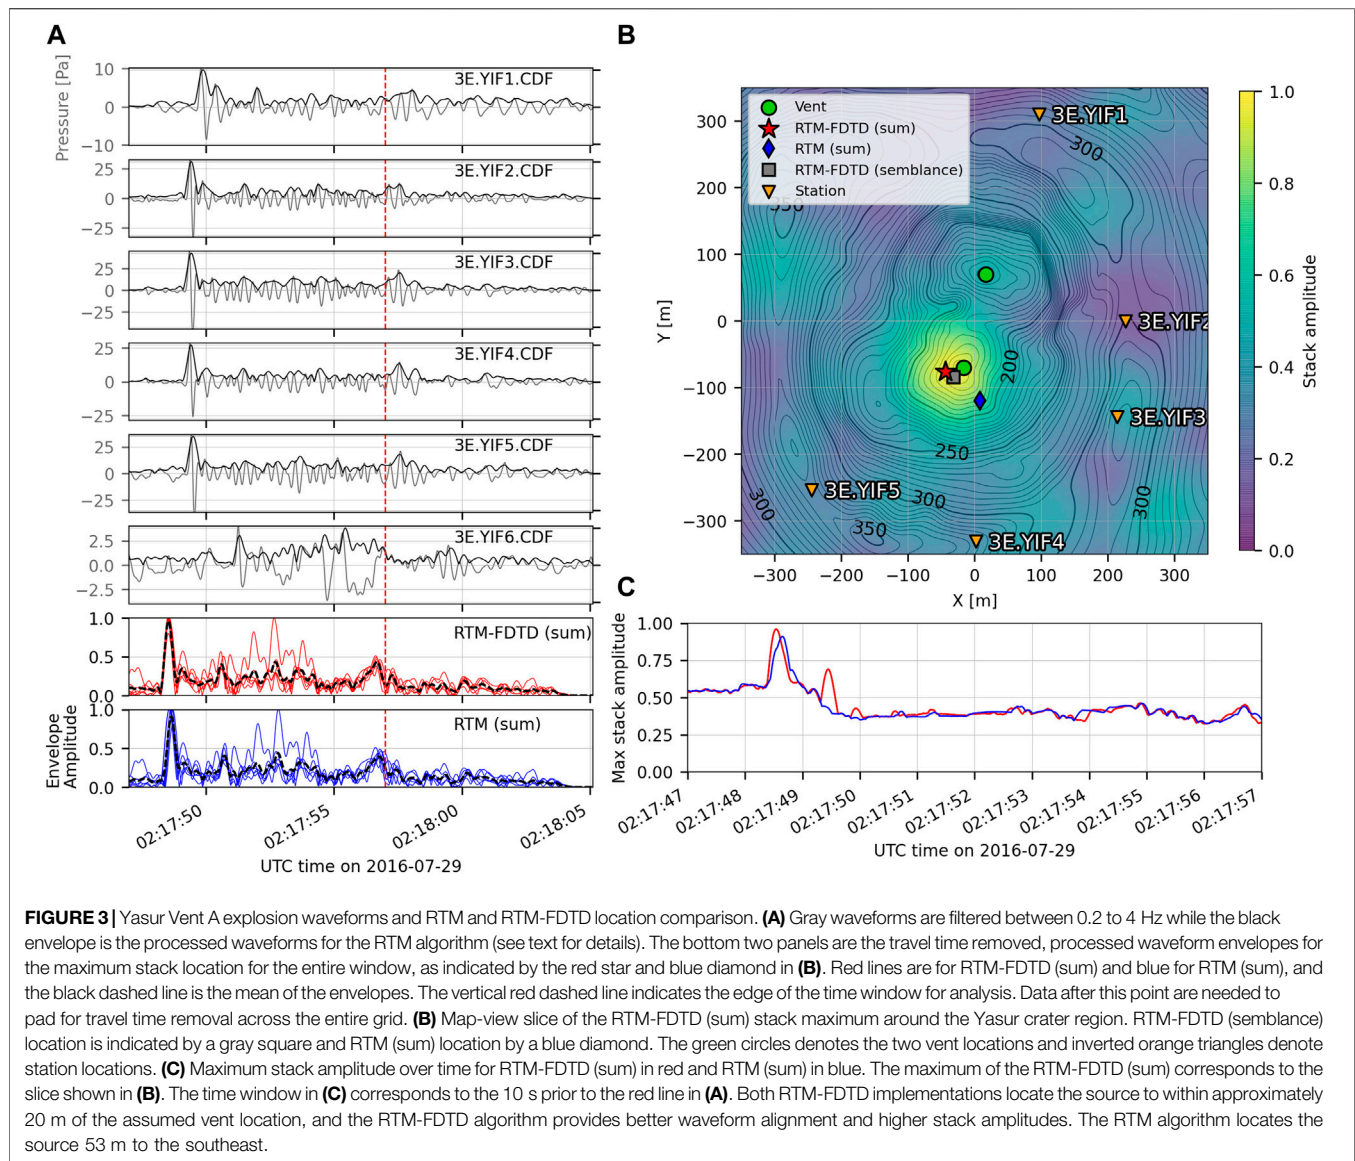 A
Pressure [Pa]
10
0
−10
3E.YIF1.CDF
25
0
−25
3E.YIF2.CDF
25
0
−25
3E.YIF3.CDF
25
0
−25
3E.YIF4.CDF
25
0
−25
3E.YIF5.CDF
2.5
0.0
−2.5
3E.YIF6.CDF
1.0
0.5
0.0
RTM-FDTD (sum)
1.0
0.5
0.0
RTM (sum)
Envelope
Amplitude
02:17:50
02:17:55
02:18:00
02:18:05
UTC time on 2016-07-29
B
Vent
RTM-FDTD (sum)
RTM (sum)
RTM-FDTD (semblance)
Station
3E.YIF1
3E.YIF2
3E.YIF3
3E.YIF5
3E.YIF4
300
350
200
250
300
350
300
300
300
200
100
0
−100
−200
−300
Y [m]
−300
−200
−100
0
100
200
300
X [m]
1.0
0.8
0.6
0.4
0.2
0.0
Stack amplitude
C
Max stack amplitude
1.00
0.75
0.50
0.25
0.00
02:17:47
02:17:48
02:17:49
02:17:50
02:17:51
02:17:52
02:17:53
02:17:54
02:17:55
02:17:56
02:17:57
UTC time on 2016-07-29
FIGURE 3 | Yasur Vent A explosion waveforms and RTM and RTM-FDTD location comparison. (A) Gray waveforms are filtered between 0.2 to 4 Hz while the black
envelope is the processed waveforms for the RTM algorithm (see text for details). The bottom two panels are the travel time removed, processed waveform envelopes for
the maximum stack location for the entire window, as indicated by the red star and blue diamond in (B). Red lines are for RTM-FDTD (sum) and blue for RTM (sum), and
the black dashed line is the mean of the envelopes. The vertical red dashed line indicates the edge of the time window for analysis. Data after this point are needed to
pad for travel time removal across the entire grid. (B) Map-view slice of the RTM-FDTD (sum) stack maximum around the Yasur crater region. RTM-FDTD (semblance)
location is indicated by a gray square and RTM (sum) location by a blue diamond. The green circles denotes the two vent locations and inverted orange triangles denote
station locations. (C) Maximum stack amplitude over time for RTM-FDTD (sum) in red and RTM (sum) in blue. The maximum of the RTM-FDTD (sum) corresponds to the
slice shown in (B). The time window in (C) corresponds to the 10 s prior to the red line in (A). Both RTM-FDTD implementations locate the source to within approximately
20 m of the assumed vent location, and the RTM-FDTD algorithm provides better waveform alignment and higher stack amplitudes. The RTM algorithm locates the
source 53 m to the southeast.